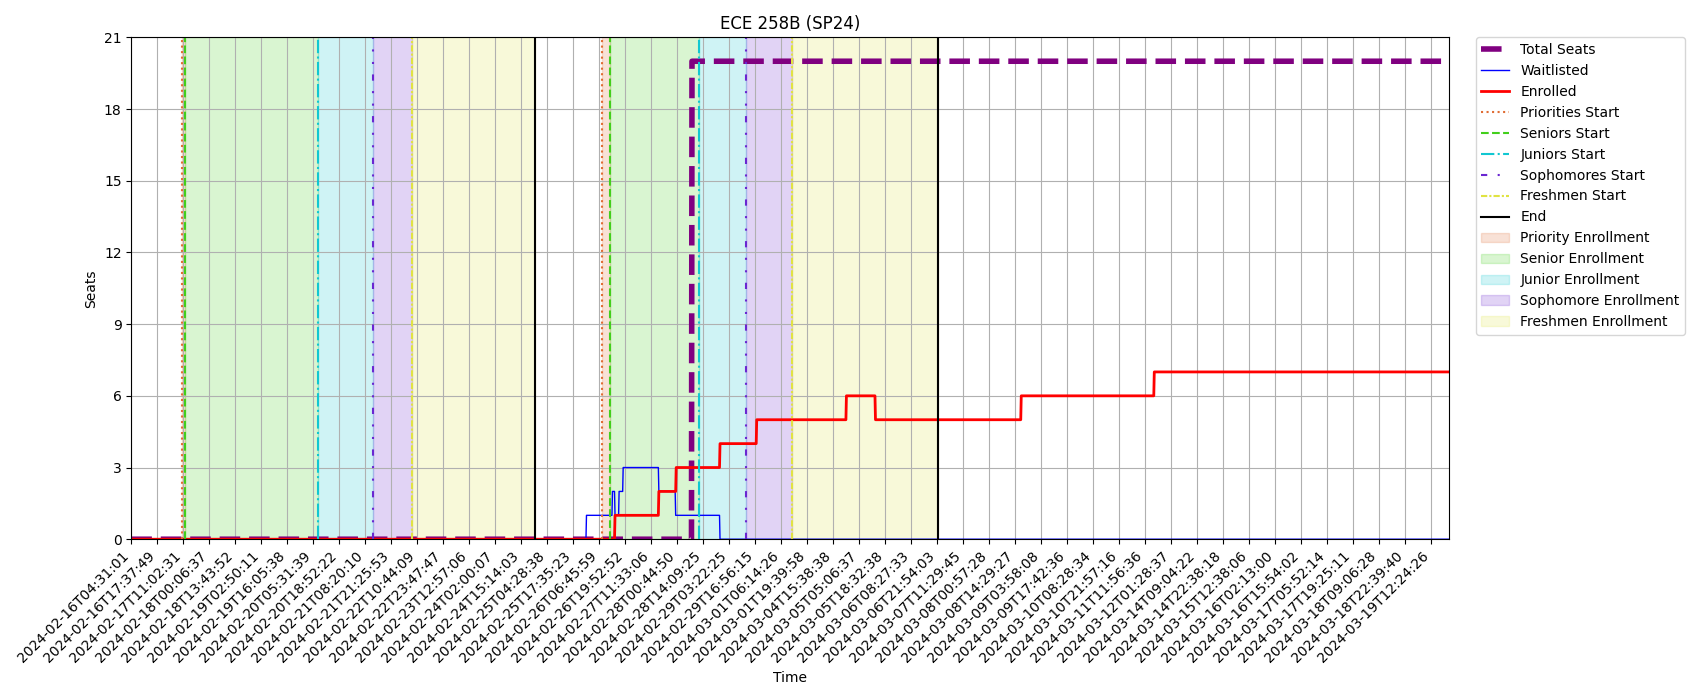 ECE 258B (SP24)
Seats
21
18
15
12
9
6
3
0
2024-02-16T04:31:01
2024-02-16T17:37:49
2024-02-17T11:02:31
2024-02-18T00:06:37
2024-02-18T13:43:52
2024-02-19T02:50:11
2024-02-19T16:05:38
2024-02-20T05:31:39
2024-02-20T18:52:22
2024-02-21T08:20:10
2024-02-21T21:25:53
2024-02-22T10:44:09
2024-02-22T23:47:47
2024-02-23T12:57:06
2024-02-24T02:00:07
2024-02-24T15:14:03
2024-02-25T04:28:38
2024-02-25T17:35:23
2024-02-26T06:45:59
2024-02-26T19:52:52
2024-02-27T11:33:06
2024-02-28T00:44:50
2024-02-28T14:09:25
2024-02-29T03:22:25
2024-02-29T16:56:15
2024-03-01T06:14:26
2024-03-01T19:39:58
2024-03-04T15:38:38
2024-03-05T05:06:37
2024-03-05T18:32:38
2024-03-06T08:27:33
2024-03-06T21:54:03
2024-03-07T11:29:45
2024-03-08T00:57:28
2024-03-08T14:29:27
2024-03-09T03:58:08
2024-03-09T17:42:36
2024-03-10T08:28:34
2024-03-10T21:57:16
2024-03-11T11:56:36
2024-03-12T01:28:37
2024-03-14T09:04:22
2024-03-14T22:38:18
2024-03-15T12:38:06
2024-03-16T02:13:00
2024-03-16T15:54:02
2024-03-17T05:52:14
2024-03-17T19:25:11
2024-03-18T09:06:28
2024-03-18T22:39:40
2024-03-19T12:24:26
Time
Total Seats
Waitlisted
Enrolled
Priorities Start
Seniors Start
Juniors Start
Sophomores Start
Freshmen Start
End
Priority Enrollment
Senior Enrollment
Junior Enrollment
Sophomore Enrollment
Freshmen Enrollment